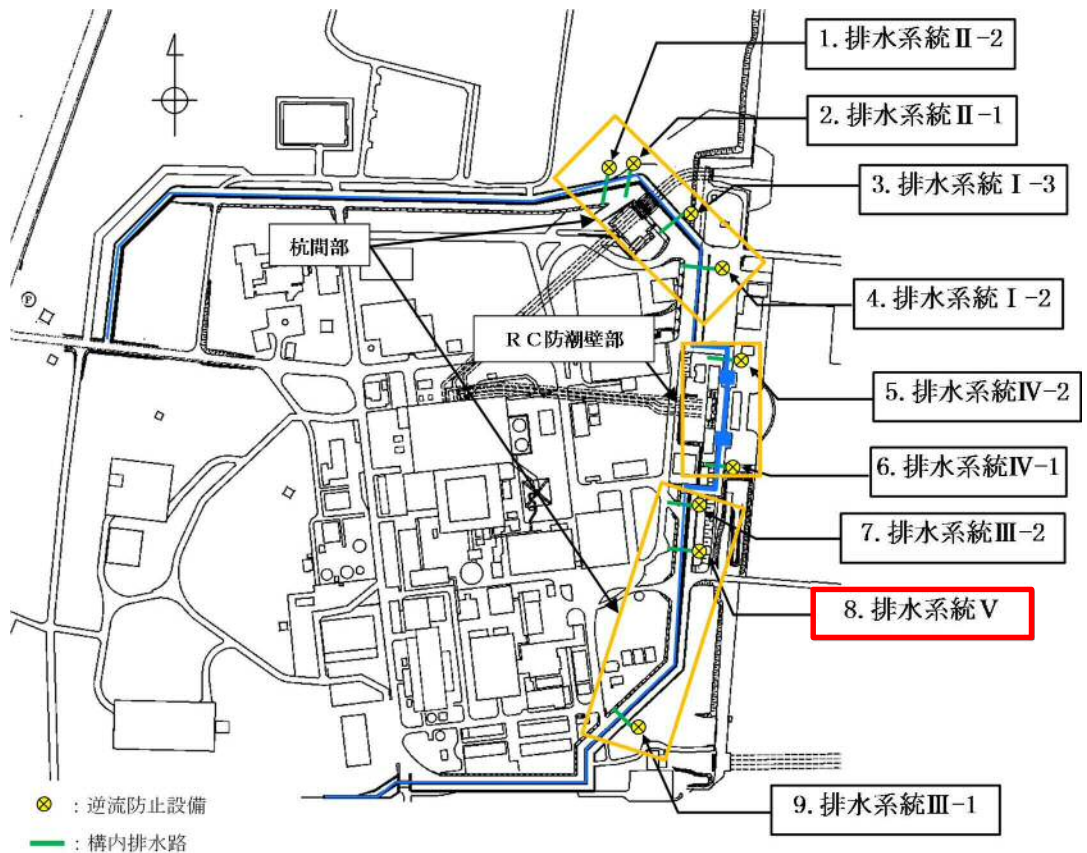 1.排水系統Ⅱ-2
2.排水系統Ⅱ-1
3.排水系統Ⅰ-3
杭間部
4.排水系統Ⅰ-2
P
RC防潮壁部
5.排水系統Ⅳ-2
6.排水系統Ⅳ-1
7.排水系統Ⅲ-2
8.排水系統Ⅴ
9.排水系統Ⅲ-1
：逆流防止設備
：構内排水路